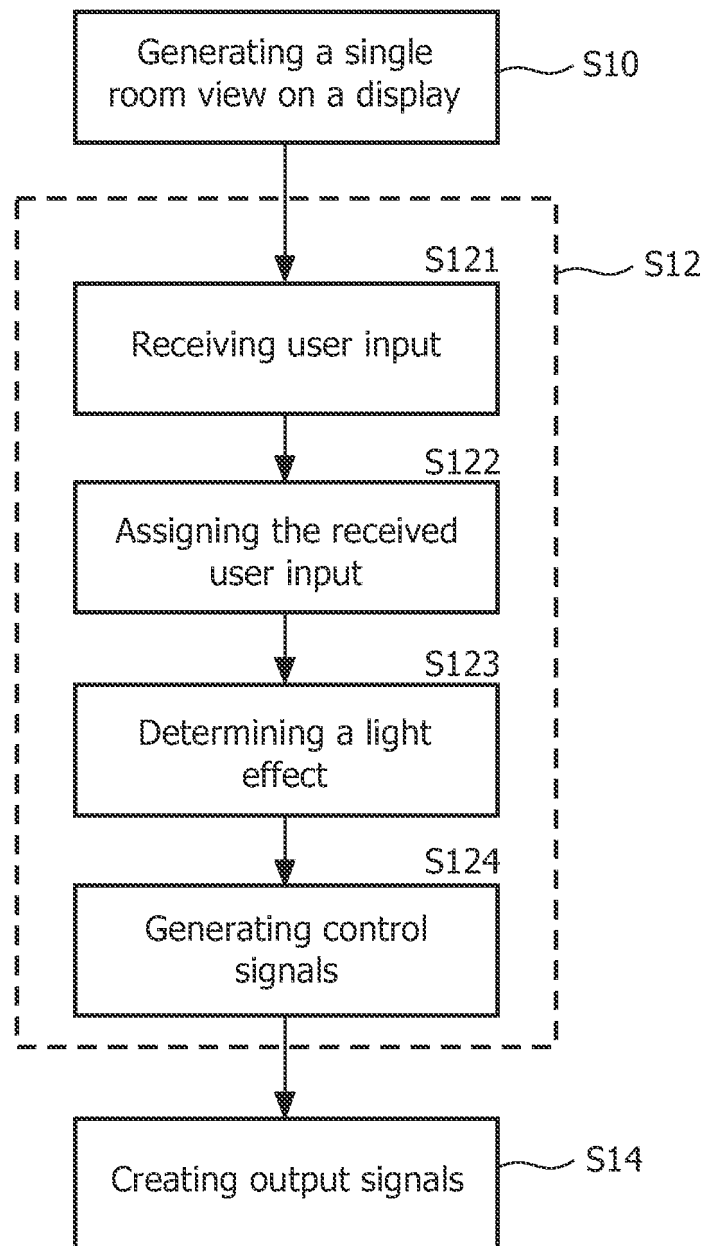 Generating a single
room view on a display
S10
S121
S12
Receiving user input
S122
Assigning the received
user input
S123
Determining a light
effect
S124
Generating control
signals
Creating output signals
S14